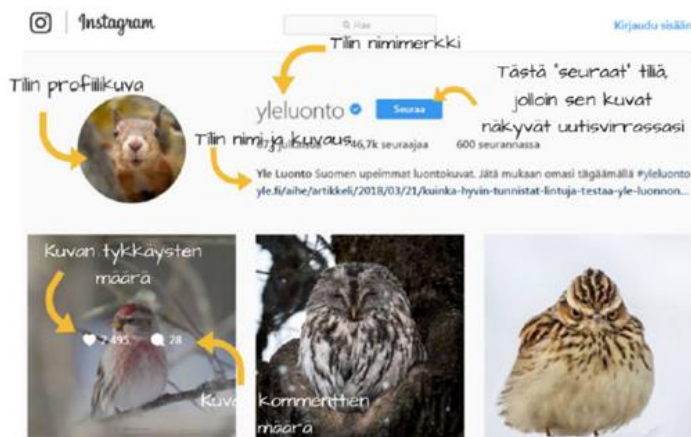 Instagram
Hae
Kirjaudu sisään
Tilin nimimerkki
Tilin profiilikuva
Tästä "seuraat" tiliä,
jolloin sen kuvat
näkyvät uutisvirrassasi
yleluonto
Seuraa
Tilin nimi ja kuvaus
46,7k seuraajaa
600 seurannassa
Yle Luonto Suomen upeimmat luontokuvat. Jätä mukaan omasi tägäämällä #yleluonto
yle.fi/aihe/artikkeli/2018/03/21/kuinka-hyvin-tunnistat-lintuja-testaa-yle-luonnon...
Kuvan tykkäysten
määrä
2 495
28
Kuvan kommenttien
määrä